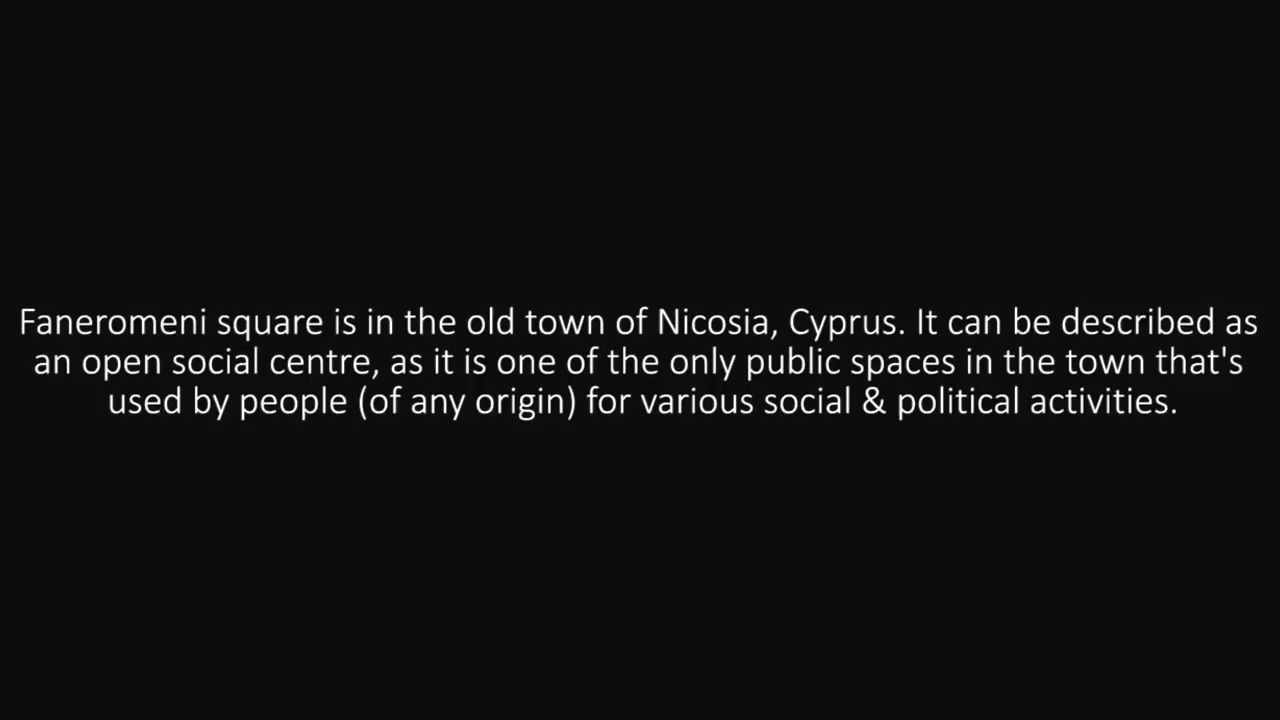 Faneromeni square is in the old town of Nicosia, Cyprus. It can be described as
an open social centre, as it is one of the only public spaces in the town that's
used by people (of any origin) for various social & political activities.